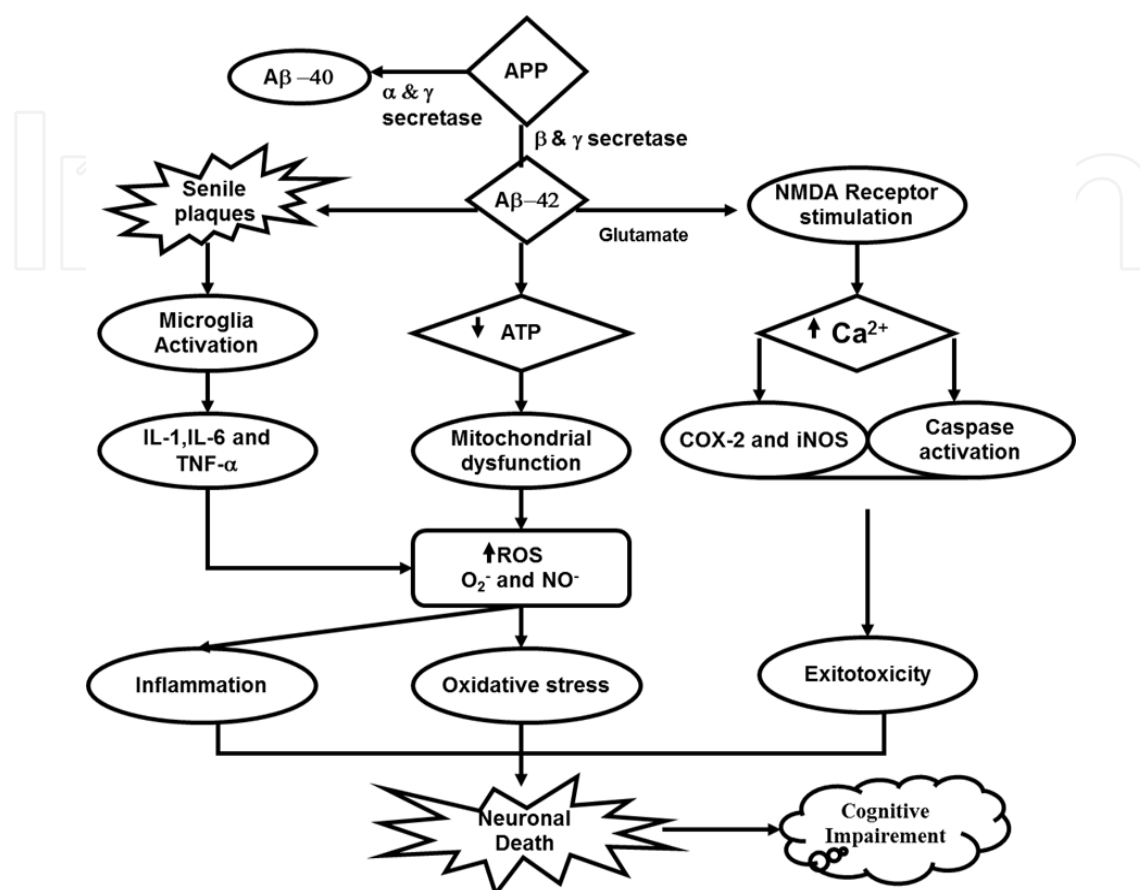 APP
Aβ –40
α & γ
secretase
β & γ secretase
Senile
plaques
Aβ–42
NMDA Receptor
stimulation
Glutamate
Microglia
Activation
ATP
Ca²⁺
IL-1,IL-6 and
TNF-α
Mitochondrial
dysfunction
COX-2 and iNOS
Caspase
activation
ROS
O₂⁻ and NO⁻
Inflammation
Oxidative stress
Exitotoxicity
Neuronal
Death
Cognitive
Impairement